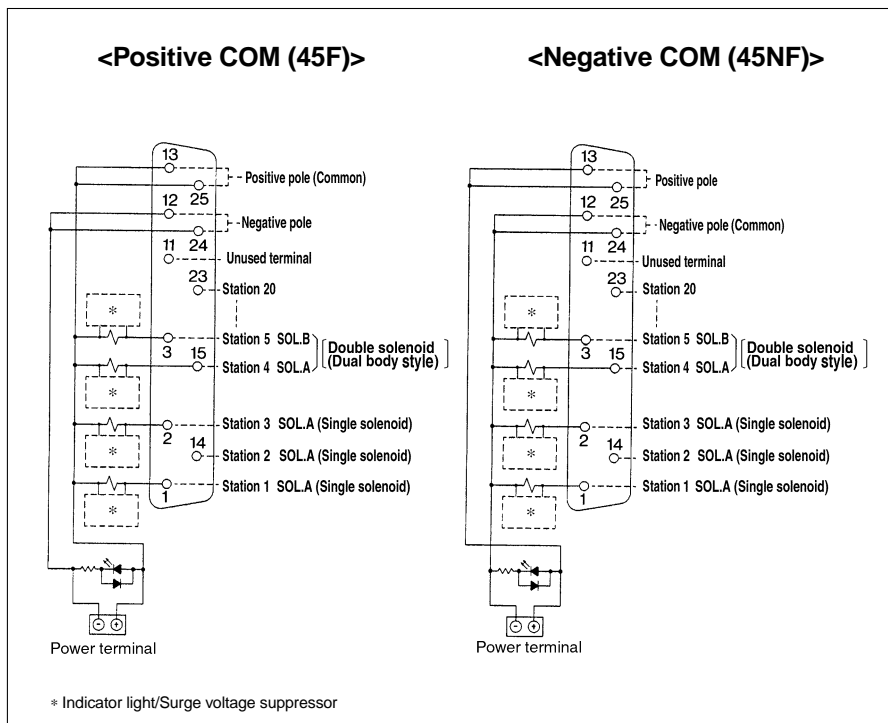 <Positive COM (45F)>
13
Positive pole (Common)
25
12
Negative pole
24
11
Unused terminal
23
Station 20
*
Station 5 SOL.B
3
15
Double solenoid
(Dual body style)
Station 4 SOL.A
*
Station 3 SOL.A (Single solenoid)
2
*
14
Station 2 SOL.A (Single solenoid)
Station 1 SOL.A (Single solenoid)
1
*
- +
Power terminal
<Negative COM (45NF)>
13
Positive pole
25
12
Negative pole (Common)
24
11
Unused terminal
23
Station 20
*
Station 5 SOL.B
3
15
Double solenoid
(Dual body style)
Station 4 SOL.A
*
Station 3 SOL.A (Single solenoid)
2
*
14
Station 2 SOL.A (Single solenoid)
Station 1 SOL.A (Single solenoid)
1
*
- +
Power terminal
* Indicator light/Surge voltage suppressor